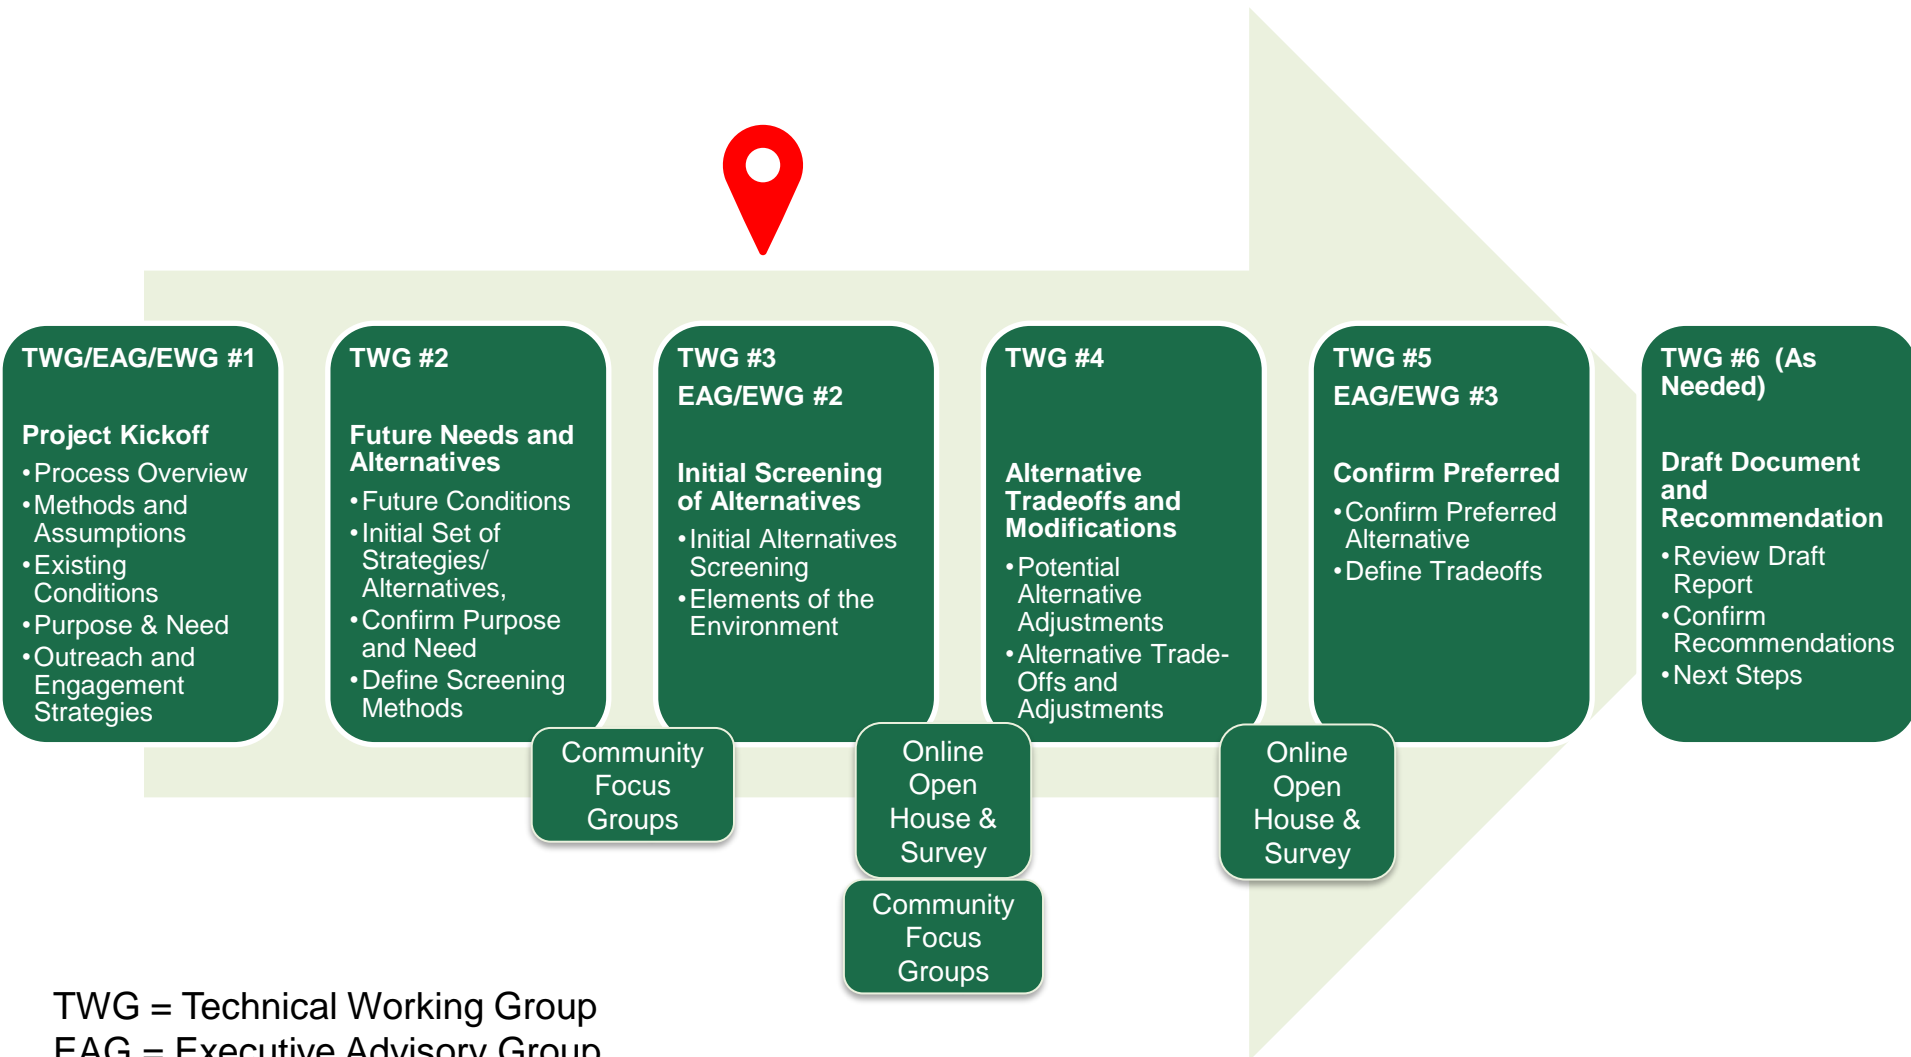 TWG/EAG/EWG #1
Project Kickoff
•Process Overview
•Methods and
Assumptions
•Existing
Conditions
•Purpose & Need
•Outreach and
Engagement
Strategies
TWG #2
Future Needs and
Alternatives
•Future Conditions
•Initial Set of
Strategies/
Alternatives,
•Confirm Purpose
and Need
•Define Screening
Methods
Community
Focus
Groups
TWG #3
EAG/EWG #2
Initial Screening
of Alternatives
•Initial Alternatives
Screening
•Elements of the
Environment
Online
Open
House &
Survey
Community
Focus
Groups
TWG #4
Alternative
Tradeoffs and
Modifications
•Potential
Alternative
Adjustments
•Alternative Trade-
Offs and
Adjustments
Online
Open
House &
Survey
TWG #5
EAG/EWG #3
Confirm Preferred
•Confirm Preferred
Alternative
•Define Tradeoffs
TWG #6 (As
Needed)
Draft Document
and
Recommendation
•Review Draft
Report
•Confirm
Recommendations
•Next Steps
TWG = Technical Working Group
EAG = Executive Advisory Group